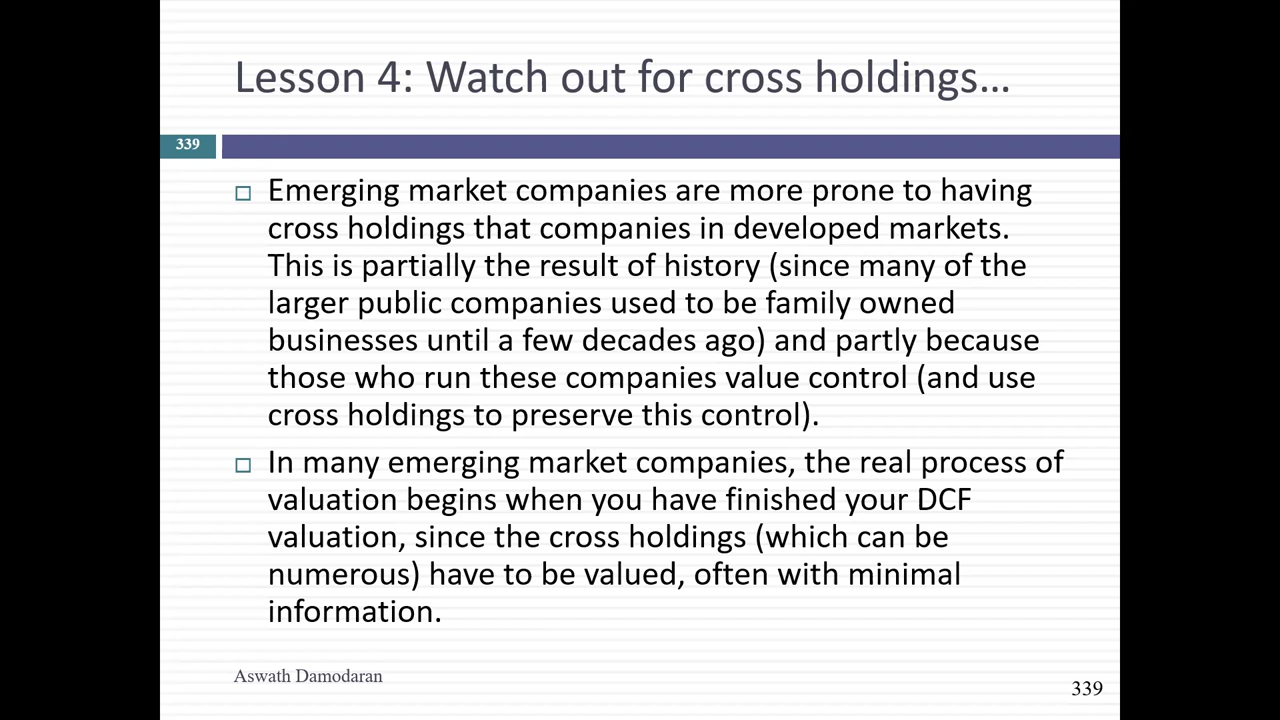 Lesson 4: Watch out for cross holdings…
339
Emerging market companies are more prone to having
cross holdings that companies in developed markets.
This is partially the result of history (since many of the
larger public companies used to be family owned
businesses until a few decades ago) and partly because
those who run these companies value control (and use
cross holdings to preserve this control).
In many emerging market companies, the real process of
valuation begins when you have finished your DCF
valuation, since the cross holdings (which can be
numerous) have to be valued, often with minimal
information.
Aswath Damodaran
339